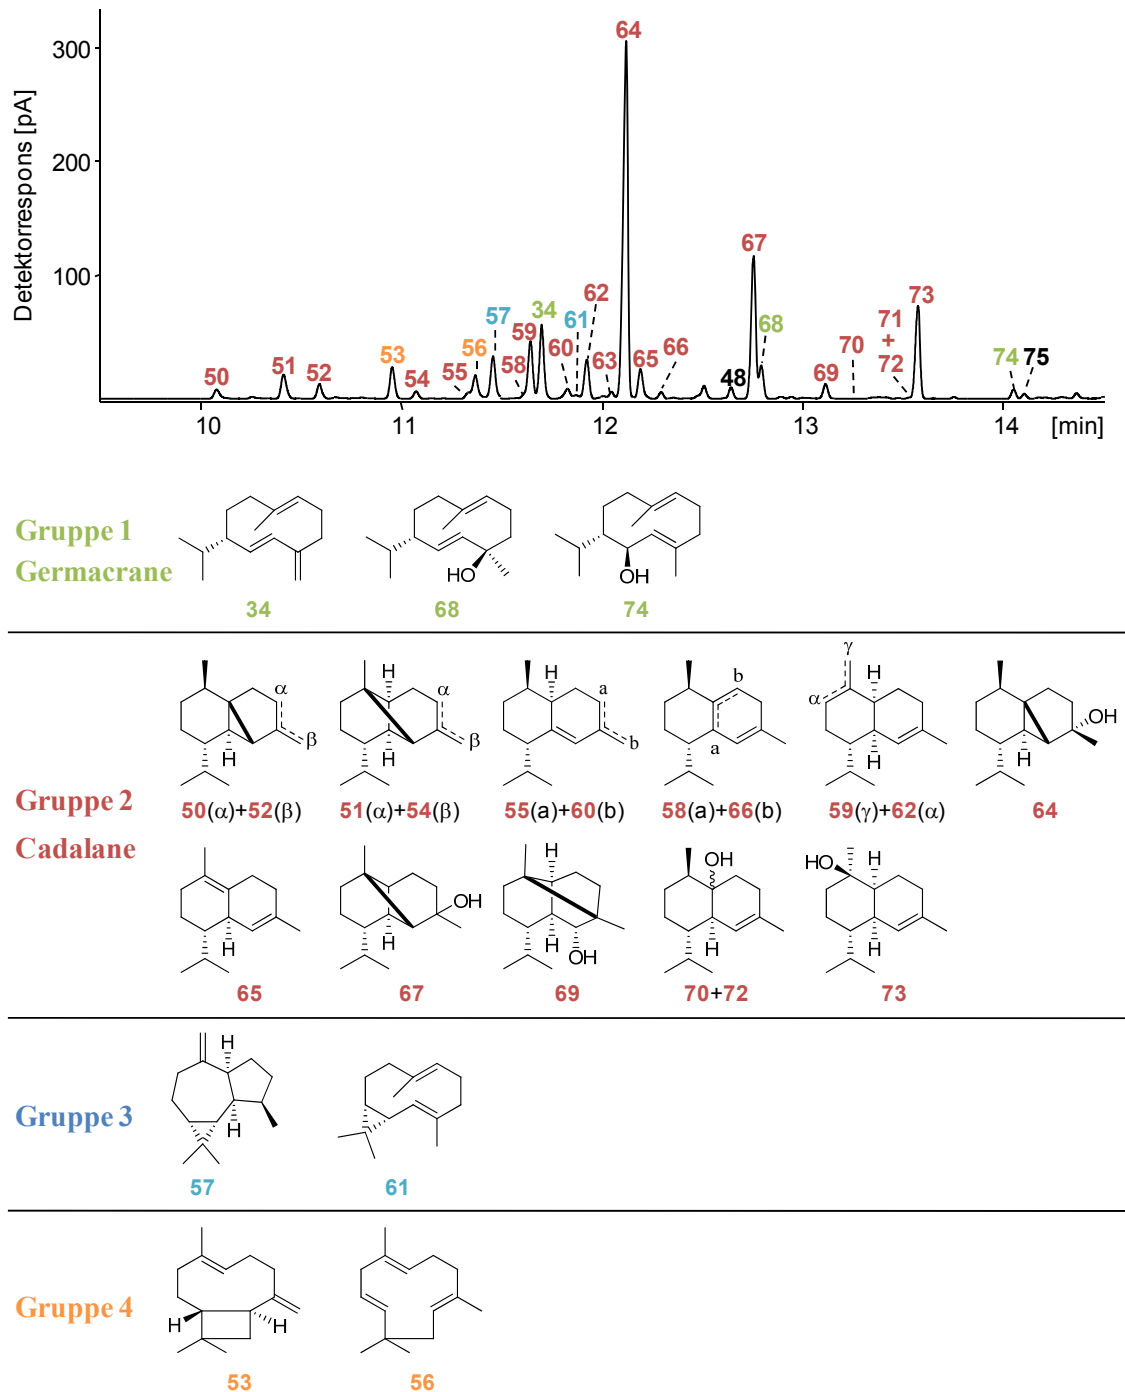 Detektorrespons [pA]
300
200
100
50
51
52
53
54
55
56
57
58
59
34
60
61
62
63
64
65
66
48
67
68
69
70
71
+
72
73
74
75
10
11
12
13
14
[min]
Gruppe 1
Germacrane
HO
OH
34
68
74
Gruppe 2
Cadalane
H
α
β
H
H
α
β
H
H
a
b
b
a
γ
α
H
H
OH
H
50(α)+52(β)
51(α)+54(β)
55(a)+60(b)
58(a)+66(b)
59(γ)+62(α)
64
H
OH
H
H
H
OH
OH
H
HO
H
H
65
67
69
70+72
73
Gruppe 3
H
H
57
61
Gruppe 4
H
H
53
56